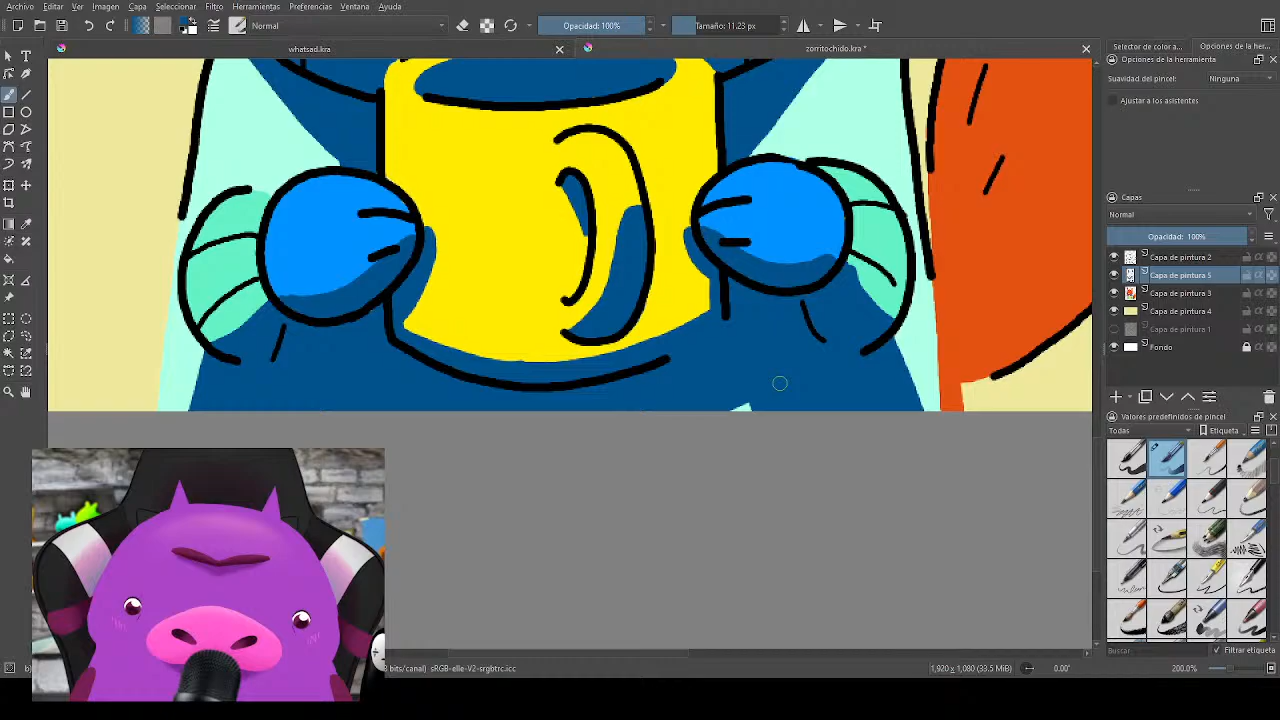 Archivo Editar Ver Imagen Capa Seleccionar Filtro Herramientas Preferencias Ventana Ayuda
Normal Opacidad: 100% Tamaño: 11.23 px
whatsad.kra zorritochido.kra *
Selector de color a... Opciones de la her...
Opciones de la herramienta
Suavidad del pincel: Ninguna
Ajustar a los asistentes
Capas
Normal
Opacidad: 100%
Capa de pintura 2
Capa de pintura 5
Capa de pintura 3
Capa de pintura 4
Capa de pintura 1
Fondo
Valores predefinidos de pincel
Todas Etiqueta
Buscar Filtrar etiqueta
bits/canal) sRGB-elle-V2-srgbtrc.icc 1,920 x 1,080 (33.5 MiB) 0.00° 200.0%